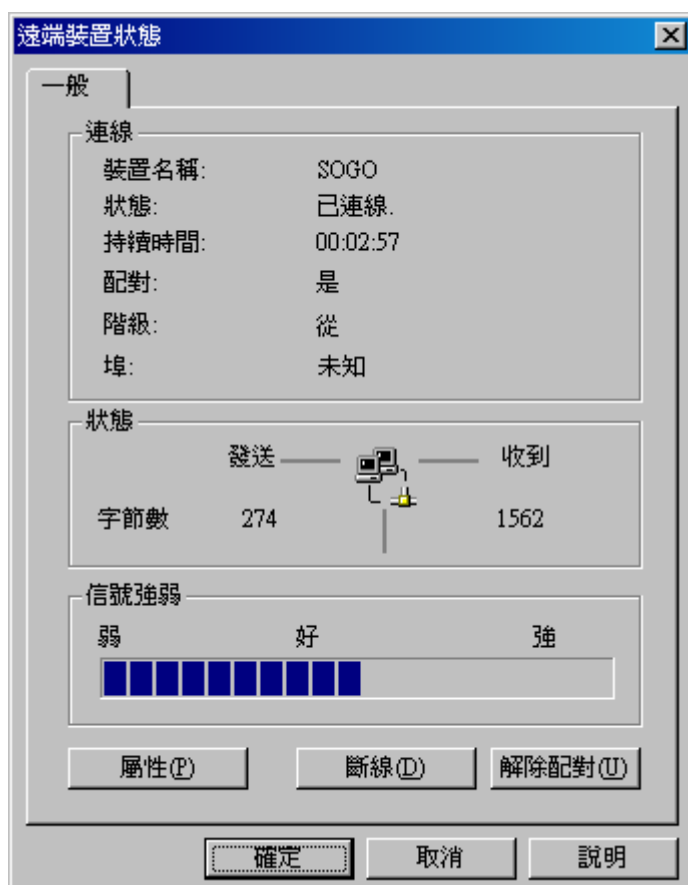 遠端裝置狀態
一般
連線
裝置名稱: SOGO
狀態: 已連線.
持續時間: 00:02:57
配對: 是
階級: 從
埠: 未知
狀態
發送 收到
字節數 274 1562
信號強弱
弱 好 強
屬性(P) 斷線(D) 解除配對(U)
確定 取消 說明